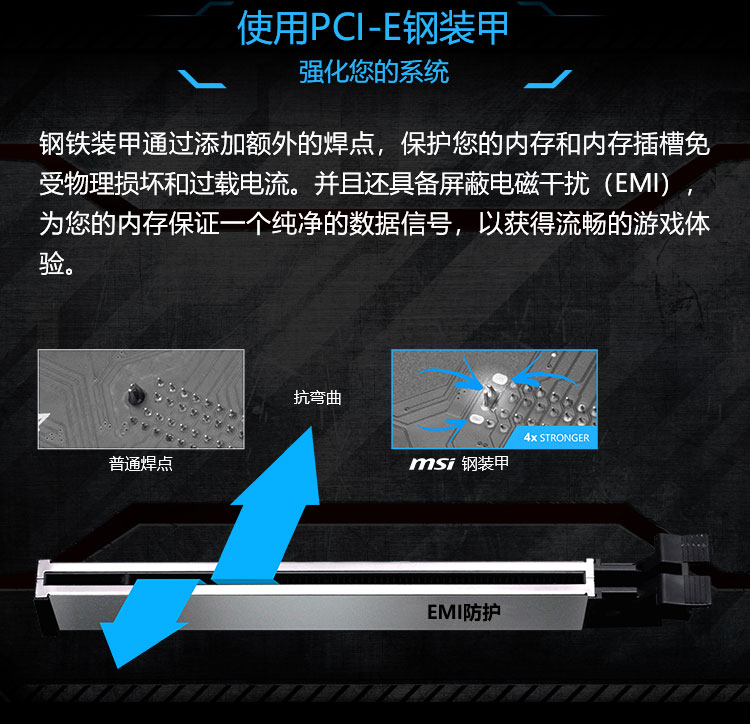 使用PCI-E钢装甲
强化您的系统
钢铁装甲通过添加额外的焊点，保护您的内存和内存插槽免
受物理损坏和过载电流。并且还具备屏蔽电磁干扰（EMI），
为您的内存保证一个纯净的数据信号，以获得流畅的游戏体
验。
抗弯曲
4x STRONGER
普通焊点
msi 钢装甲
EMI防护